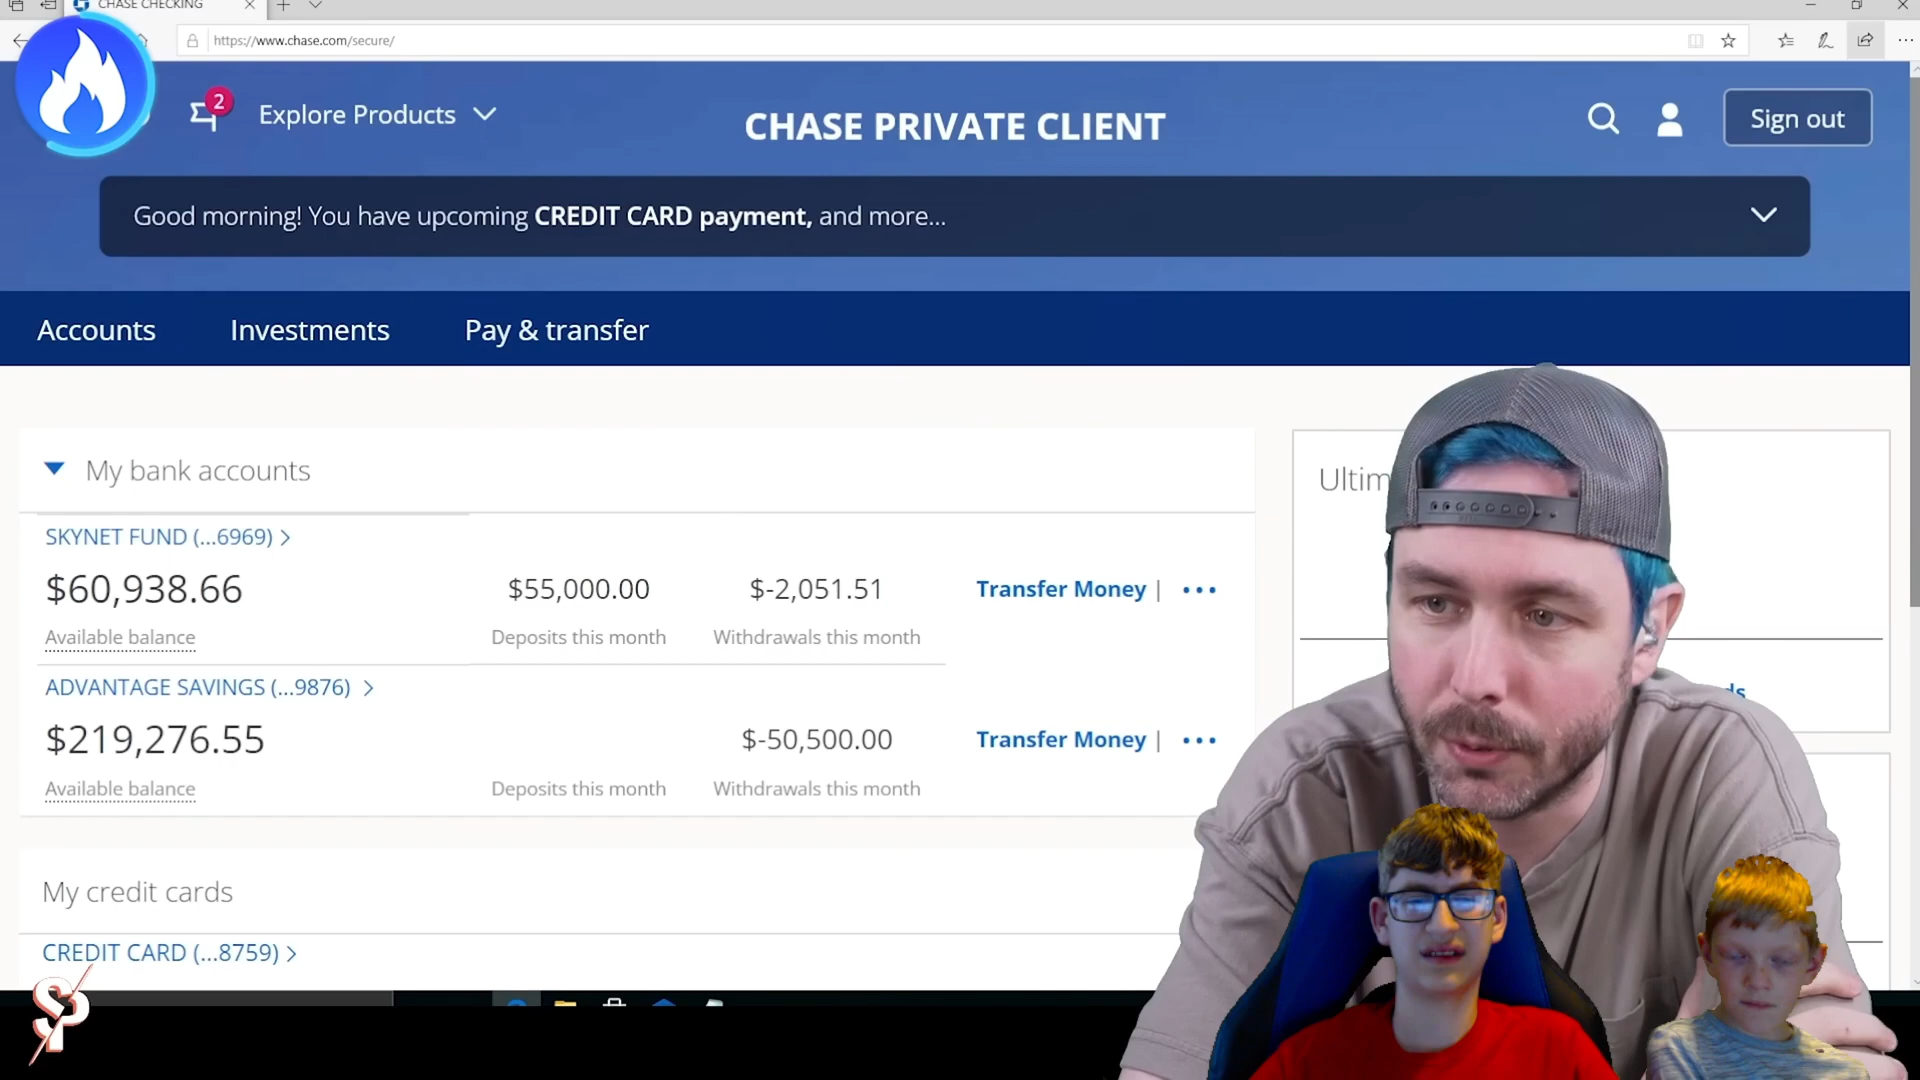 CHASE CHECKING
https://www.chase.com/secure/
2
Explore Products
CHASE PRIVATE CLIENT
Sign out
Good morning! You have upcoming CREDIT CARD payment, and more...
Accounts Investments Pay & transfer
My bank accounts
SKYNET FUND (...6969)
$60,938.66 $55,000.00 $-2,051.51 Transfer Money |
Available balance Deposits this month Withdrawals this month
ADVANTAGE SAVINGS (...9876)
$219,276.55 $-50,500.00 Transfer Money |
Available balance Deposits this month Withdrawals this month
My credit cards
CREDIT CARD (...8759)
SP